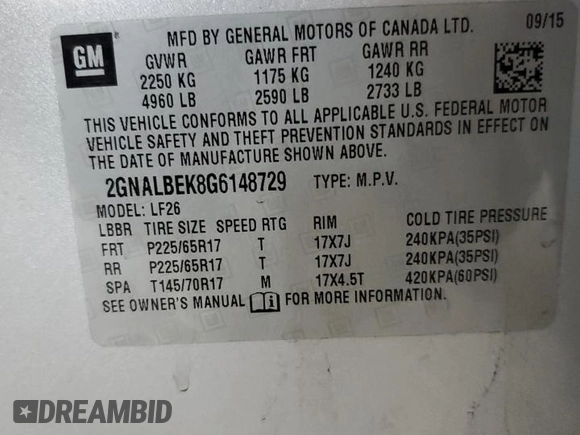 GM
MFD BY GENERAL MOTORS OF CANADA LTD. 09/15
GVWR GAWR FRT GAWR RR
2250 KG 1175 KG 1240 KG
4960 LB 2590 LB 2733 LB
THIS VEHICLE CONFORMS TO ALL APPLICABLE U.S. FEDERAL MOTOR
VEHICLE SAFETY AND THEFT PREVENTION STANDARDS IN EFFECT ON
THE DATE OF MANUFACTURE SHOWN ABOVE.
2GNALBEK8G6148729 TYPE: M.P.V.
MODEL: LF26
LBBR TIRE SIZE SPEED RTG RIM COLD TIRE PRESSURE
FRT P225/65R17 T 17X7J 240KPA(35PSI)
RR P225/65R17 T 17X7J 240KPA(35PSI)
SPA T145/70R17 M 17X4.5T 420KPA(60PSI)
SEE OWNER'S MANUAL FOR MORE INFORMATION.
DREAMBID